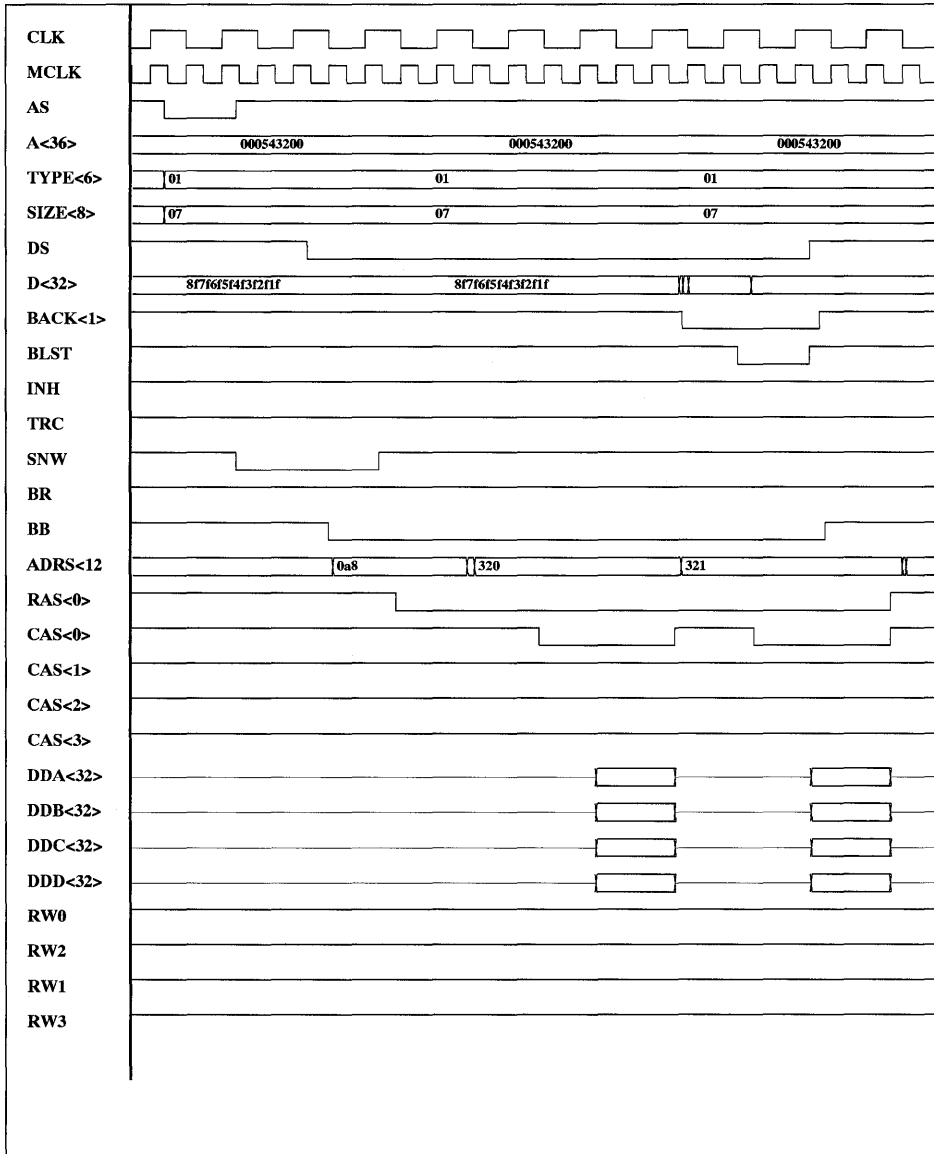 CLK
MCLK
AS
A<36> 000543200 000543200 000543200
TYPE<6> 01 01 01
SIZE<8> 07 07 07
DS
D<32> 8f7f6f5f4f3f2f1f 8f7f6f5f4f3f2f1f
BACK<1>
BLST
INH
TRC
SNW
BR
BB
ADRS<12 0a8 320 321
RAS<0>
CAS<0>
CAS<1>
CAS<2>
CAS<3>
DDA<32>
DDB<32>
DDC<32>
DDD<32>
RW0
RW2
RW1
RW3